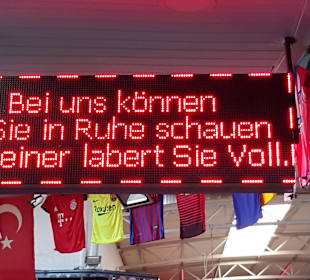 Bei uns können
Sie in Ruhe schauen
einer labert Sie Voll.